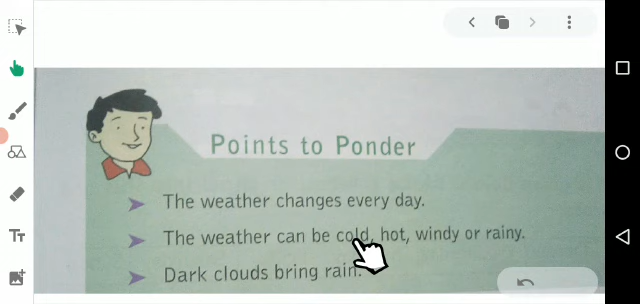 Points to Ponder
The weather changes every day.
The weather can be cold, hot, windy or rainy.
Dark clouds bring rain.
TT